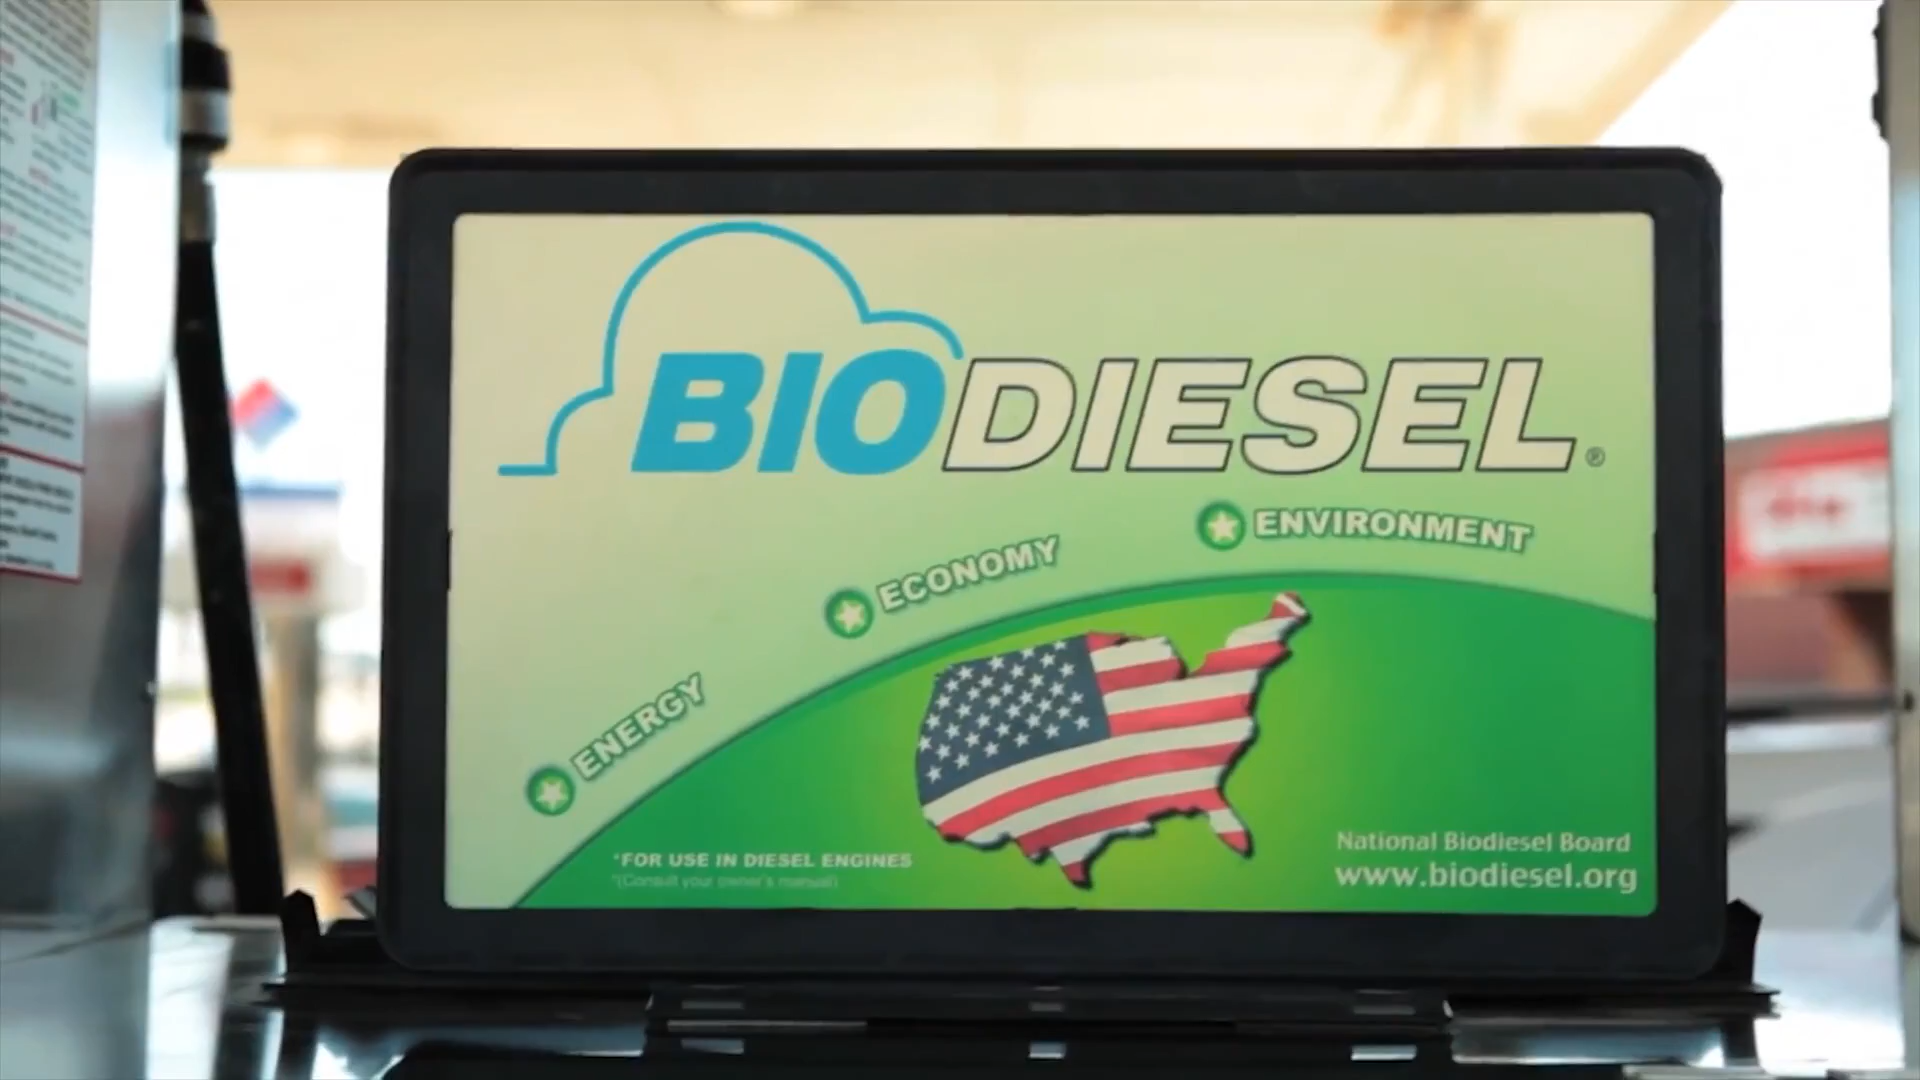 BIODIESEL®
ENVIRONMENT
ECONOMY
ENERGY
*FOR USE IN DIESEL ENGINES
*(Consult your owner's manual)
National Biodiesel Board
www.biodiesel.org